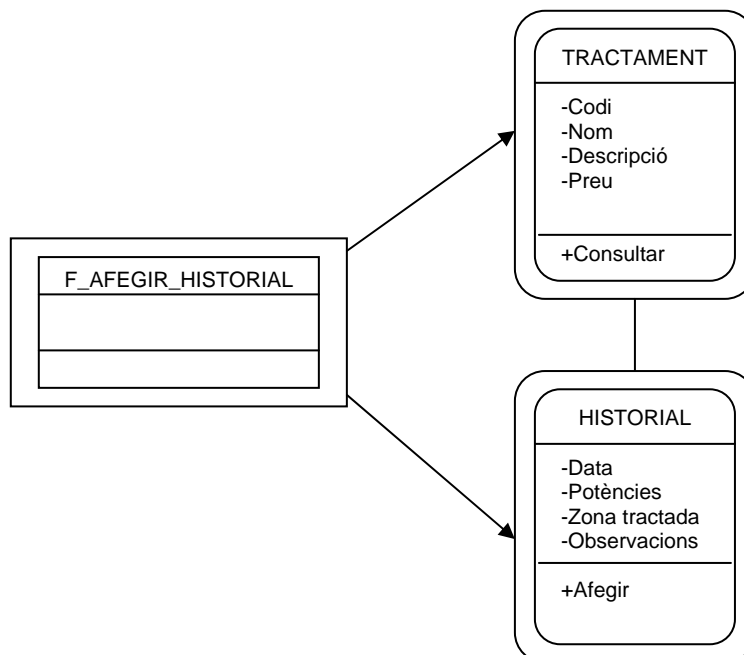 TRACTAMENT
-Codi
-Nom
-Descripció
-Preu
+Consultar
F_AFEGIR_HISTORIAL
HISTORIAL
-Data
-Potències
-Zona tractada
-Observacions
+Afegir